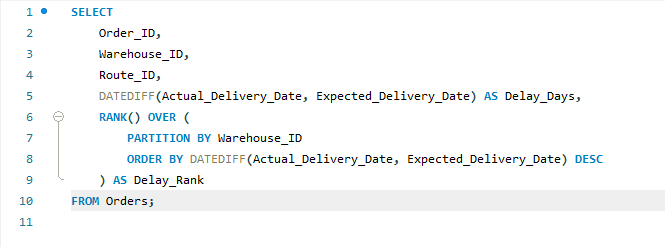 1 SELECT
2 Order_ID,
3 Warehouse_ID,
4 Route_ID,
5 DATEDIFF(Actual_Delivery_Date, Expected_Delivery_Date) AS Delay_Days,
6 RANK() OVER (
7 PARTITION BY Warehouse_ID
8 ORDER BY DATEDIFF(Actual_Delivery_Date, Expected_Delivery_Date) DESC
9 ) AS Delay_Rank
10 FROM Orders;
11